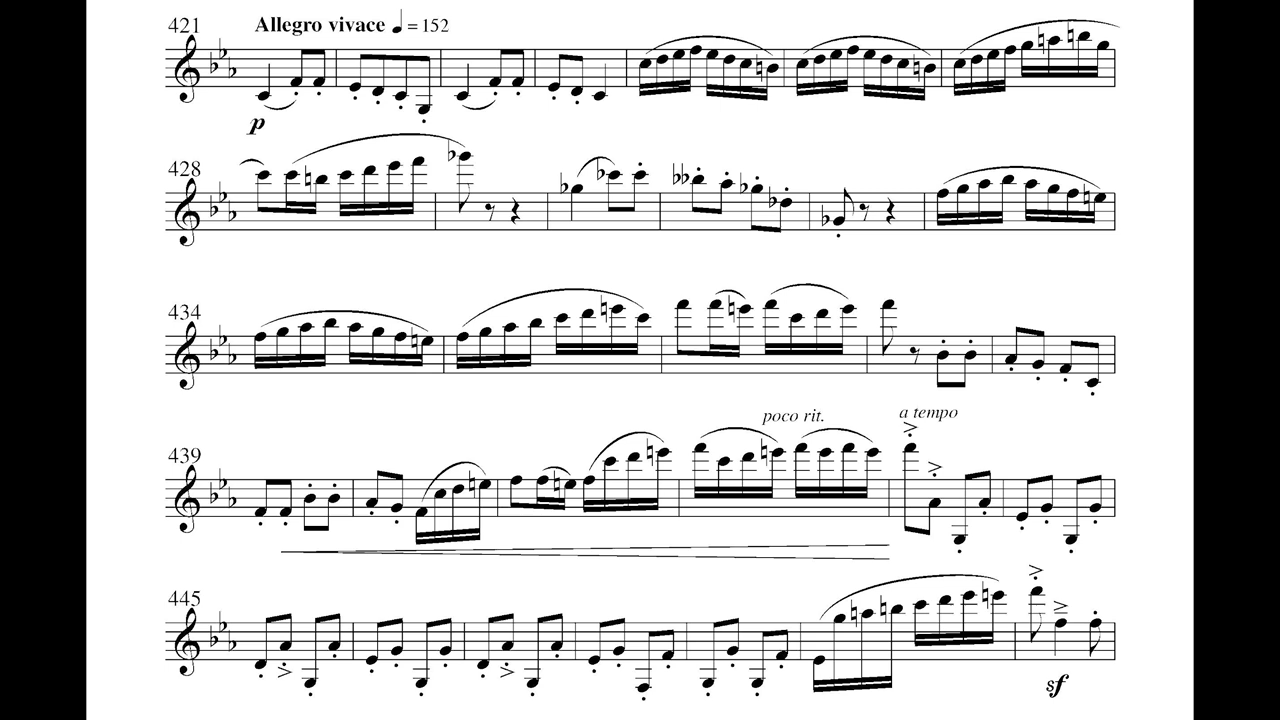 421 Allegro vivace ♩ = 152
p
428
434
poco rit. a tempo
439
445
sf